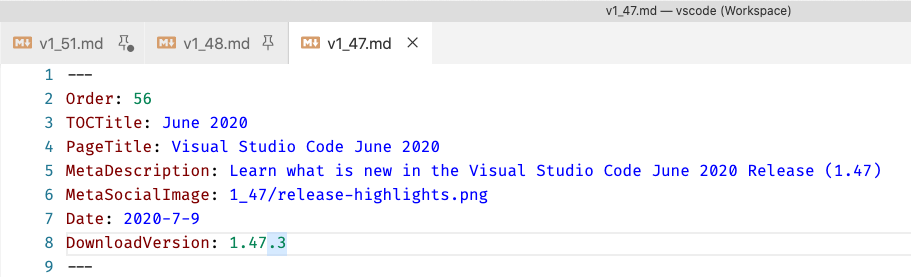 v1_47.md — vscode (Workspace)
v1_51.md v1_48.md v1_47.md
1 ---
2 Order: 56
3 TOCTitle: June 2020
4 PageTitle: Visual Studio Code June 2020
5 MetaDescription: Learn what is new in the Visual Studio Code June 2020 Release (1.47)
6 MetaSocialImage: 1_47/release-highlights.png
7 Date: 2020-7-9
8 DownloadVersion: 1.47.3
9 ---